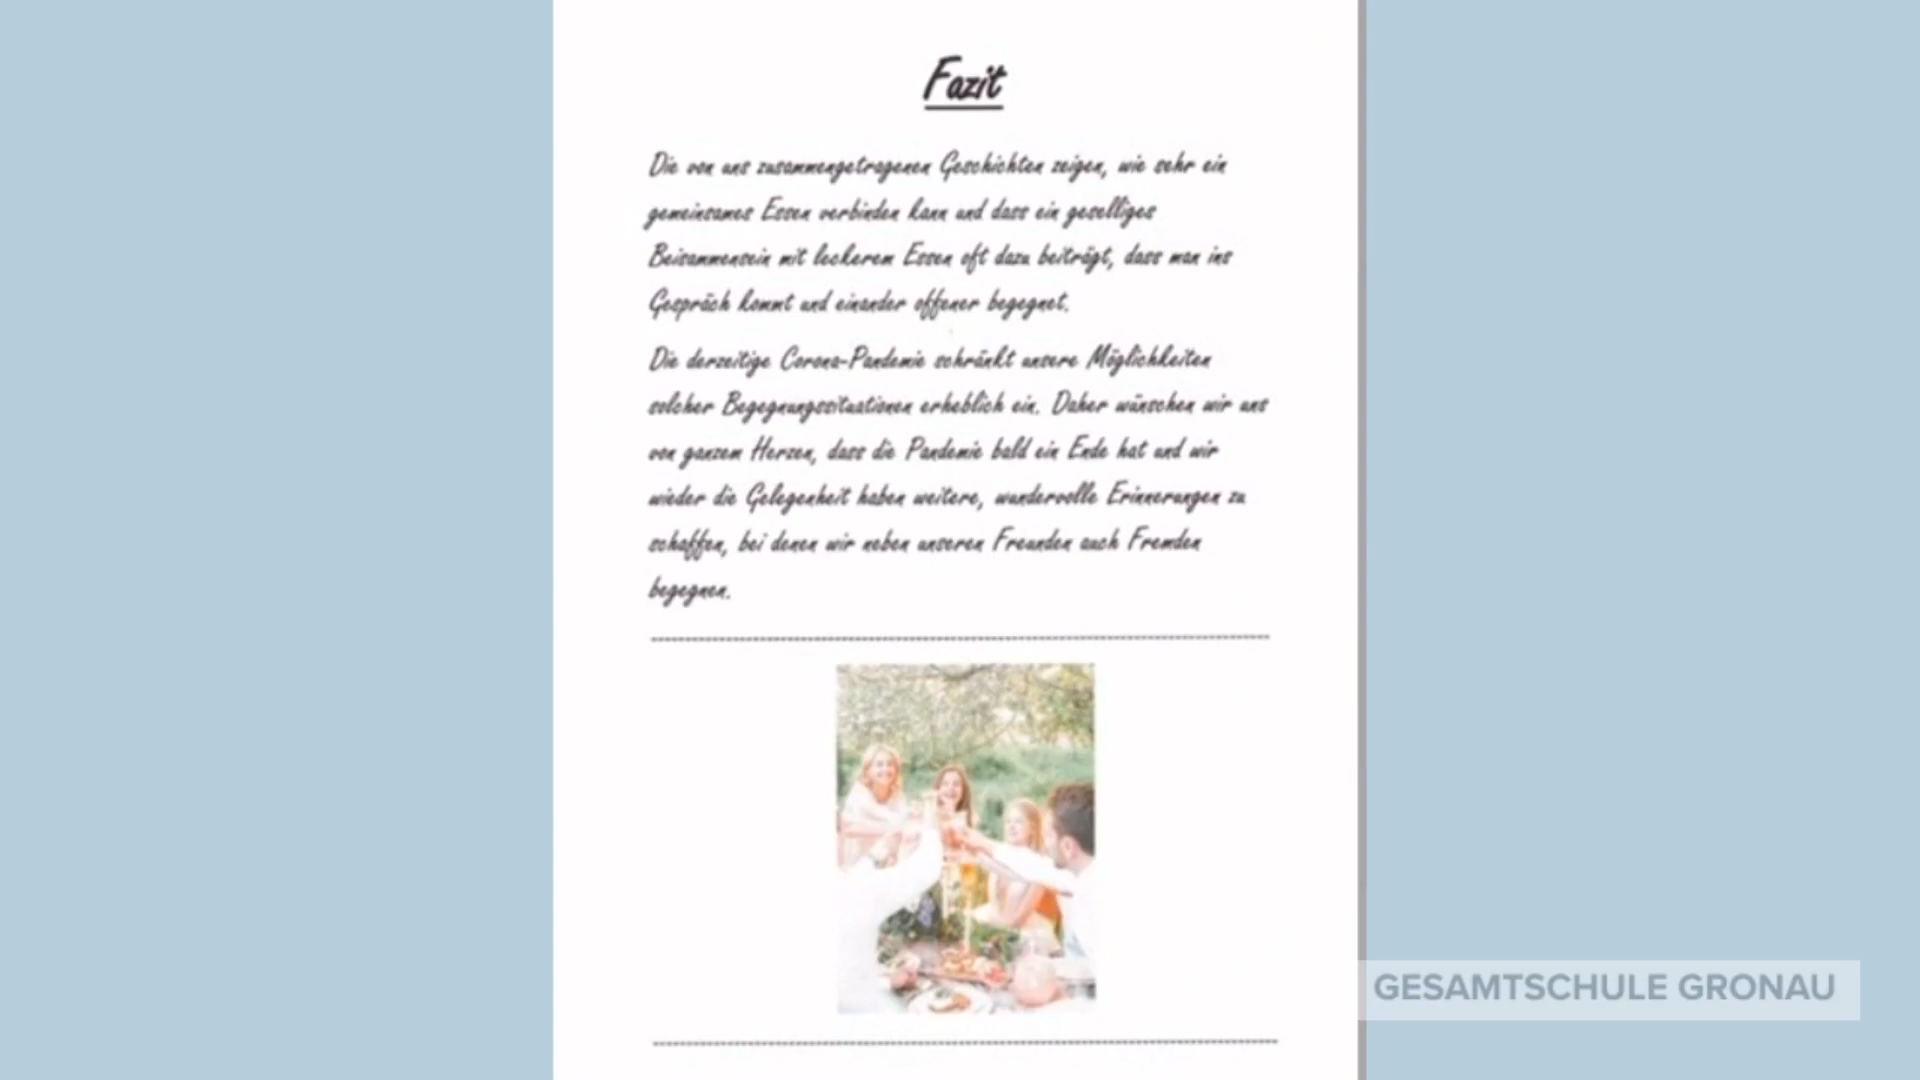 Fazit
Die von uns zusammengetragenen Geschichten zeigen, wie sehr ein
gemeinsames Essen verbinden kann und dass ein geselliges
Beisammensein mit leckerem Essen oft dazu beiträgt, dass man ins
Gespräch kommt und einander offener begegnet.
Die derzeitige Corona-Pandemie schränkt unsere Möglichkeiten
solcher Begegnungssituationen erheblich ein. Daher wünschen wir uns
von ganzem Herzen, dass die Pandemie bald ein Ende hat und wir
wieder die Gelegenheit haben weitere, wundervolle Erinnerungen zu
schaffen, bei denen wir neben unseren Freunden auch Fremden
begegnen.
GESAMTSCHULE GRONAU